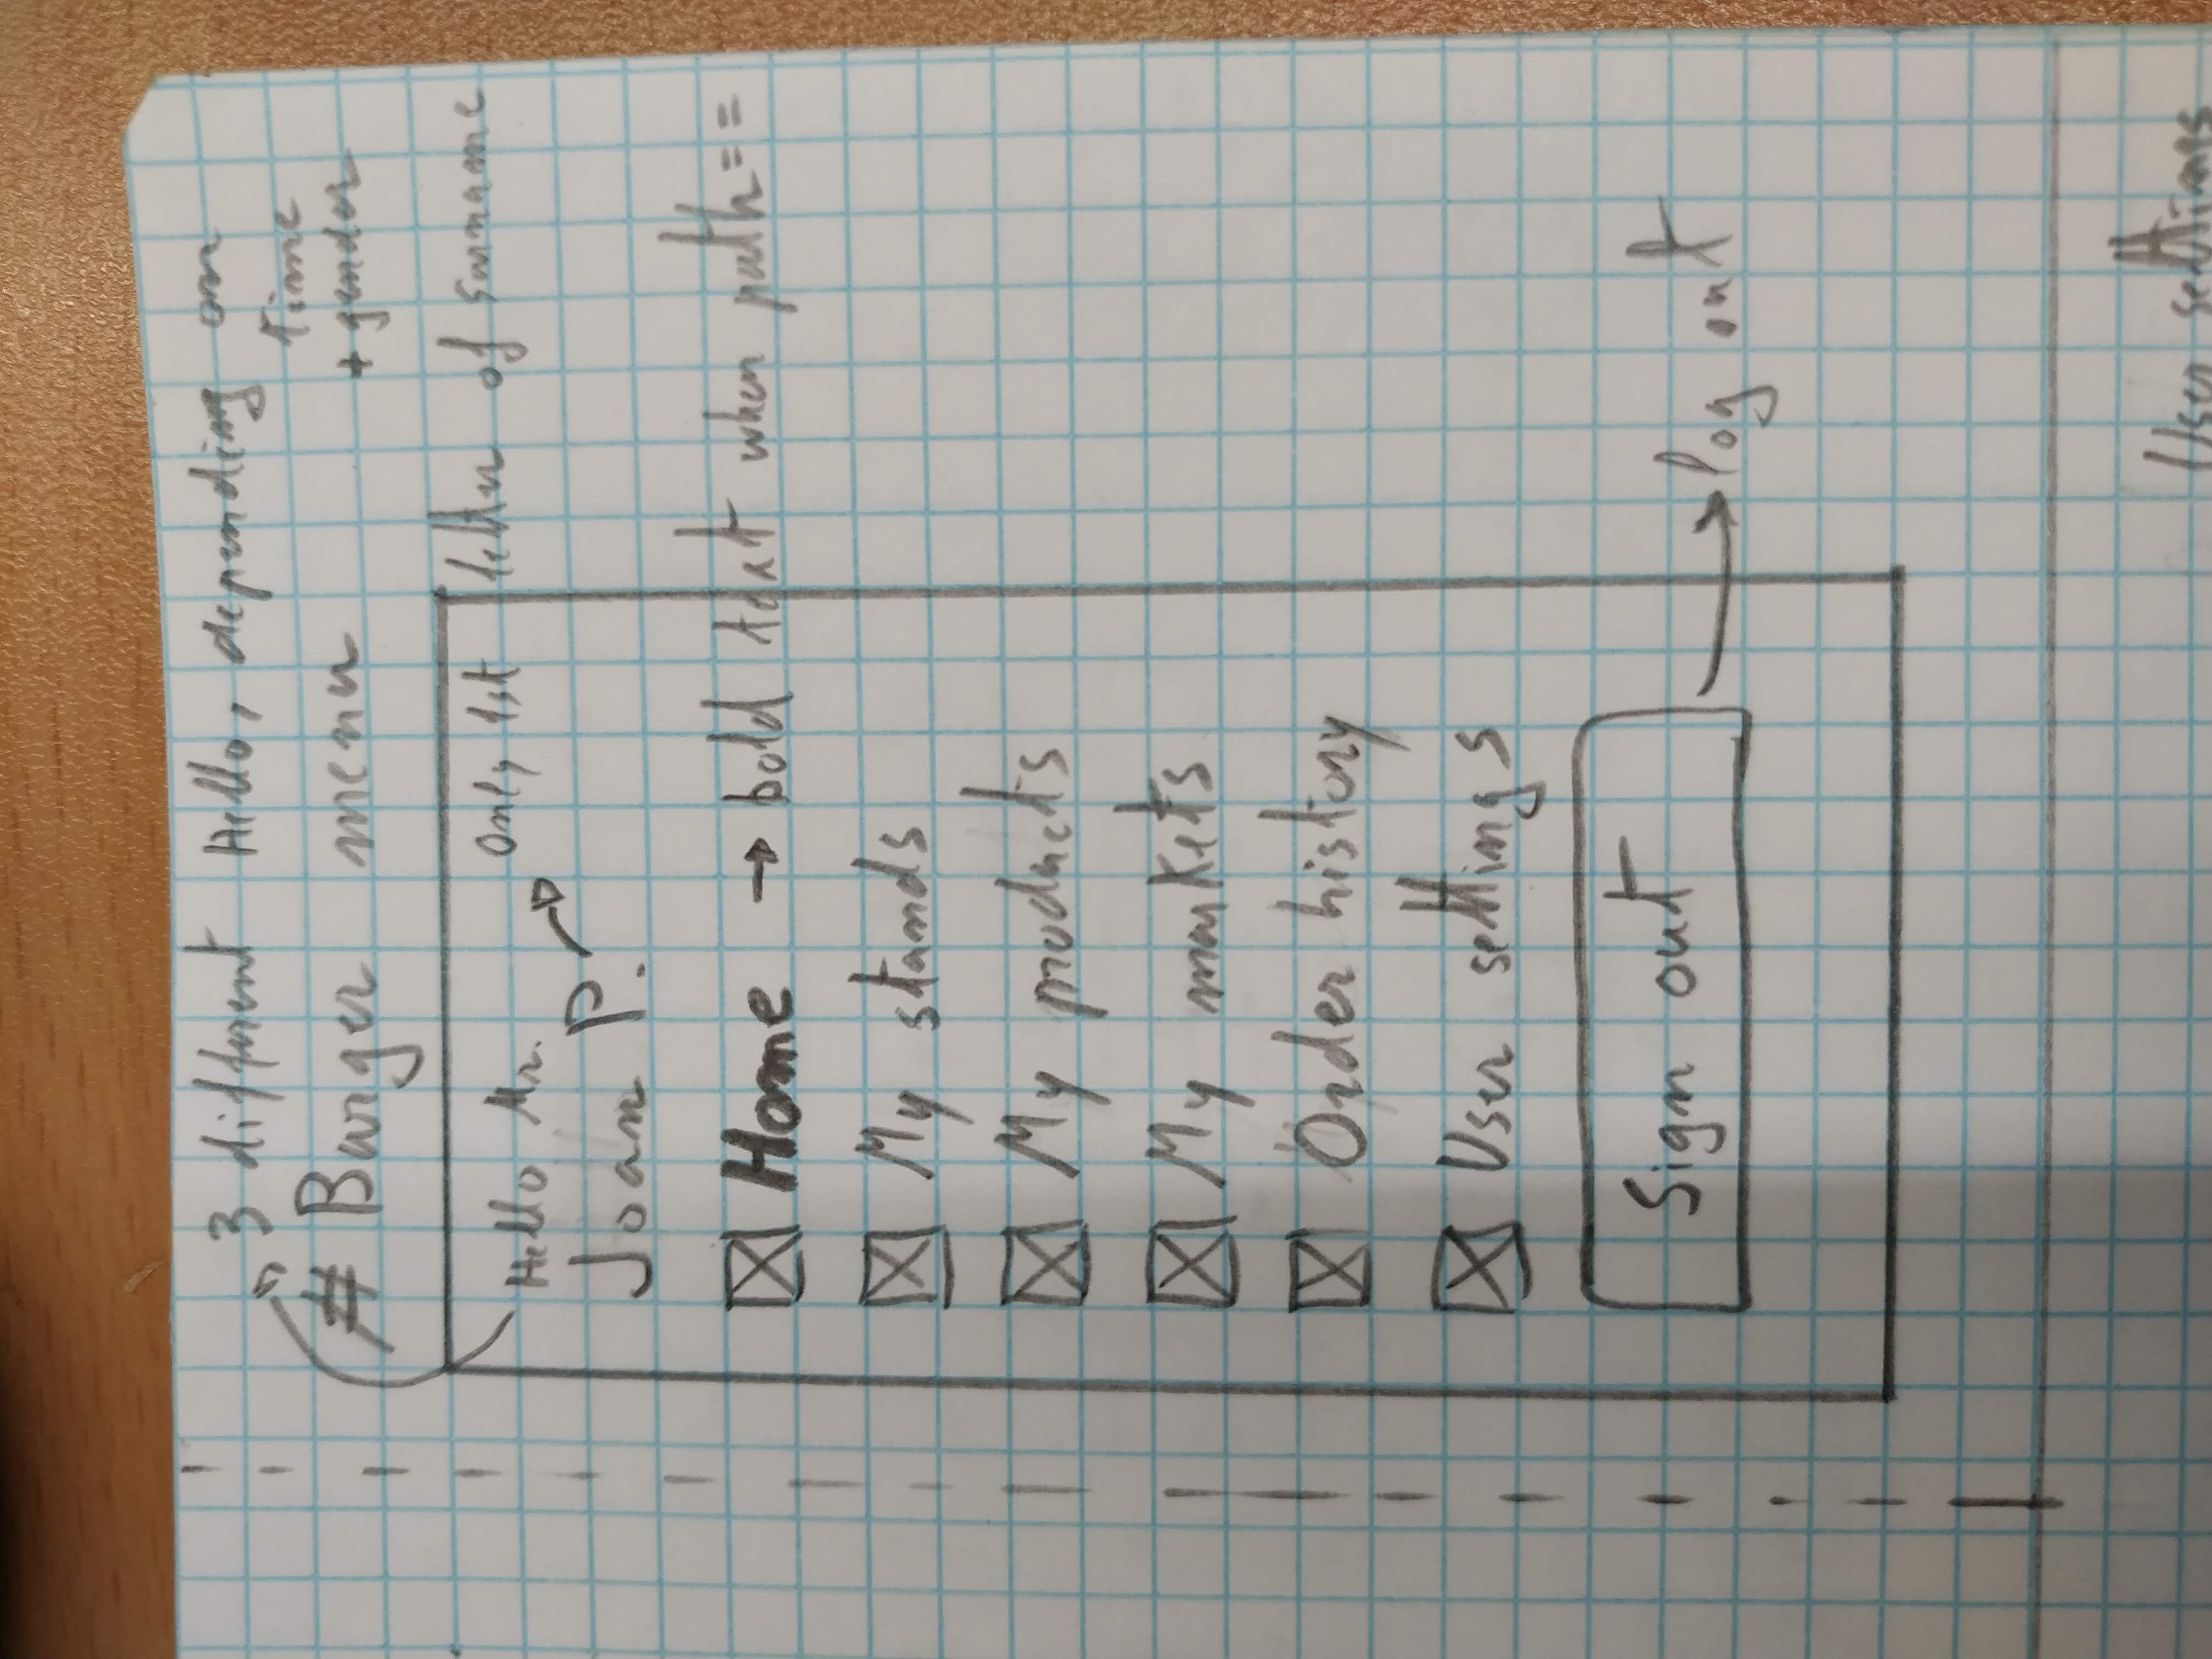 3 different Hello, depending on
time
+ gender
# Burger menu
Hello Mr.
only 1st letter of surname
Joan P.
Home → bold text when path ==
My stands
My products
My markets
Order history
User settings
Sign out
log out
User settings